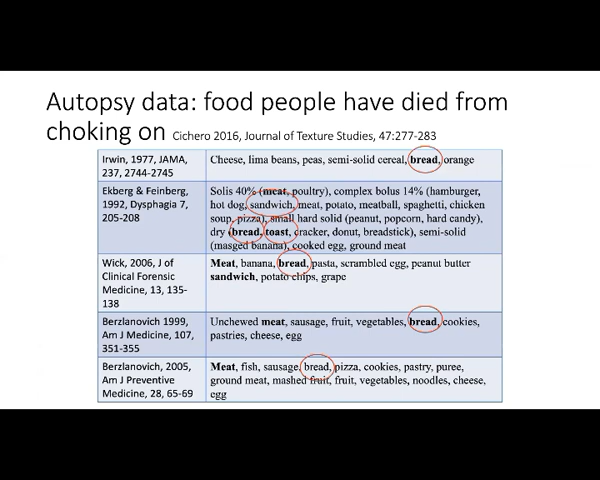 Autopsy data: food people have died from
choking on Cichero 2016, Journal of Texture Studies, 47:277-283
Irwin, 1977, JAMA,
237, 2744-2745
Cheese, lima beans, peas, semi-solid cereal, bread, orange
Ekberg & Feinberg,
1992, Dysphagia 7,
205-208
Solis 40% (meat, poultry), complex bolus 14% (hamburger,
hot dog, sandwich, meat, potato, meatball, spaghetti, chicken
soup, pizza), small hard solid (peanut, popcorn, hard candy),
dry (bread, toast, cracker, donut, breadstick), semi-solid
(masged banana), cooked egg, ground meat
Wick, 2006, J of
Clinical Forensic
Medicine, 13, 135-
138
Meat, banana, bread, pasta, scrambled egg, peanut butter
sandwich, potato chips, grape
Berzlanovich 1999,
Am J Medicine, 107,
351-355
Unchewed meat, sausage, fruit, vegetables, bread, cookies,
pastries, cheese, egg
Berzlanovich, 2005,
Am J Preventive
Medicine, 28, 65-69
Meat, fish, sausage, bread, pizza, cookies, pastry, puree,
ground meat, mashed fruit, fruit, vegetables, noodles, cheese,
egg